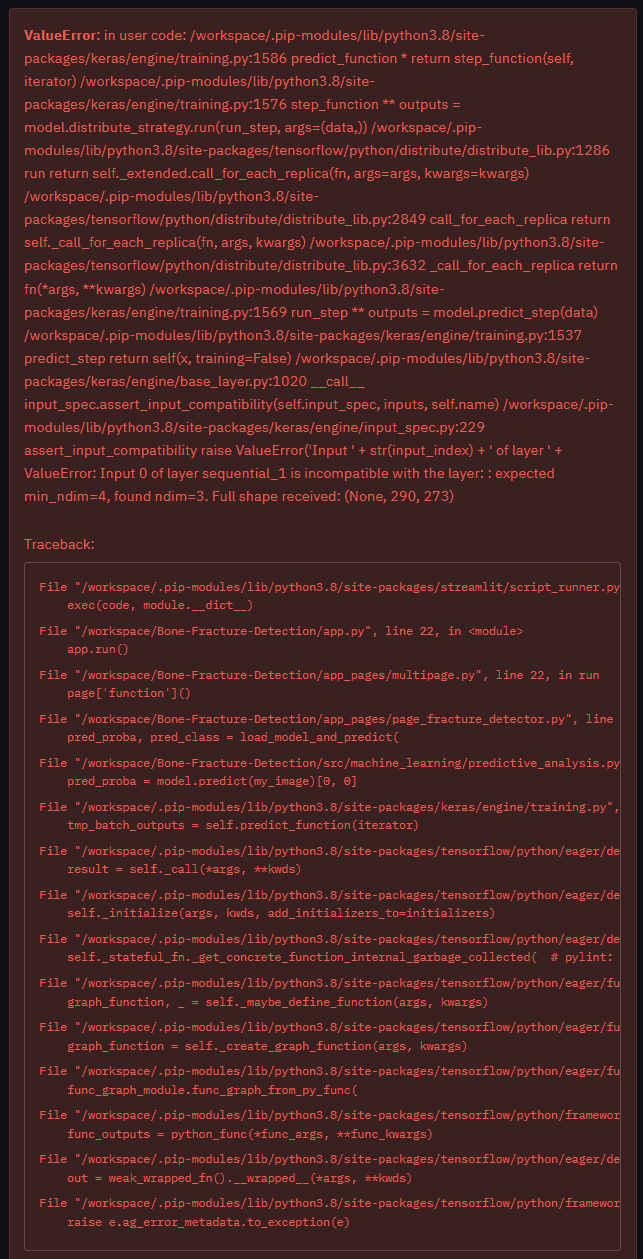 ValueError: in user code: /workspace/.pip-modules/lib/python3.8/site-
packages/keras/engine/training.py:1586 predict_function * return step_function(self,
iterator) /workspace/.pip-modules/lib/python3.8/site-
packages/keras/engine/training.py:1576 step_function ** outputs =
model.distribute_strategy.run(run_step, args=(data,)) /workspace/.pip-
modules/lib/python3.8/site-packages/tensorflow/python/distribute/distribute_lib.py:1286
run return self._extended.call_for_each_replica(fn, args=args, kwargs=kwargs)
/workspace/.pip-modules/lib/python3.8/site-
packages/tensorflow/python/distribute/distribute_lib.py:2849 call_for_each_replica return
self._call_for_each_replica(fn, args, kwargs) /workspace/.pip-modules/lib/python3.8/site-
packages/tensorflow/python/distribute/distribute_lib.py:3632 _call_for_each_replica return
fn(*args, **kwargs) /workspace/.pip-modules/lib/python3.8/site-
packages/keras/engine/training.py:1569 run_step ** outputs = model.predict_step(data)
/workspace/.pip-modules/lib/python3.8/site-packages/keras/engine/training.py:1537
predict_step return self(x, training=False) /workspace/.pip-modules/lib/python3.8/site-
packages/keras/engine/base_layer.py:1020 __call__
input_spec.assert_input_compatibility(self.input_spec, inputs, self.name) /workspace/.pip-
modules/lib/python3.8/site-packages/keras/engine/input_spec.py:229
assert_input_compatibility raise ValueError('Input ' + str(input_index) + ' of layer ' +
ValueError: Input 0 of layer sequential_1 is incompatible with the layer: : expected
min_ndim=4, found ndim=3. Full shape received: (None, 290, 273)
Traceback:
File "/workspace/.pip-modules/lib/python3.8/site-packages/streamlit/script_runner.py
exec(code, module.__dict__)
File "/workspace/Bone-Fracture-Detection/app.py", line 22, in <module>
app.run()
File "/workspace/Bone-Fracture-Detection/app_pages/multipage.py", line 22, in run
page['function']()
File "/workspace/Bone-Fracture-Detection/app_pages/page_fracture_detector.py", line
pred_proba, pred_class = load_model_and_predict(
File "/workspace/Bone-Fracture-Detection/src/machine_learning/predictive_analysis.py
pred_proba = model.predict(my_image)[0, 0]
File "/workspace/.pip-modules/lib/python3.8/site-packages/keras/engine/training.py",
tmp_batch_outputs = self.predict_function(iterator)
File "/workspace/.pip-modules/lib/python3.8/site-packages/tensorflow/python/eager/de
result = self._call(*args, **kwds)
File "/workspace/.pip-modules/lib/python3.8/site-packages/tensorflow/python/eager/de
self._initialize(args, kwds, add_initializers_to=initializers)
File "/workspace/.pip-modules/lib/python3.8/site-packages/tensorflow/python/eager/de
self._stateful_fn._get_concrete_function_internal_garbage_collected(  # pylint:
File "/workspace/.pip-modules/lib/python3.8/site-packages/tensorflow/python/eager/fu
graph_function, _ = self._maybe_define_function(args, kwargs)
File "/workspace/.pip-modules/lib/python3.8/site-packages/tensorflow/python/eager/fu
graph_function = self._create_graph_function(args, kwargs)
File "/workspace/.pip-modules/lib/python3.8/site-packages/tensorflow/python/eager/fu
func_graph_module.func_graph_from_py_func(
File "/workspace/.pip-modules/lib/python3.8/site-packages/tensorflow/python/framewor
func_outputs = python_func(*func_args, **func_kwargs)
File "/workspace/.pip-modules/lib/python3.8/site-packages/tensorflow/python/eager/de
out = weak_wrapped_fn().__wrapped__(*args, **kwds)
File "/workspace/.pip-modules/lib/python3.8/site-packages/tensorflow/python/framewor
raise e.ag_error_metadata.to_exception(e)